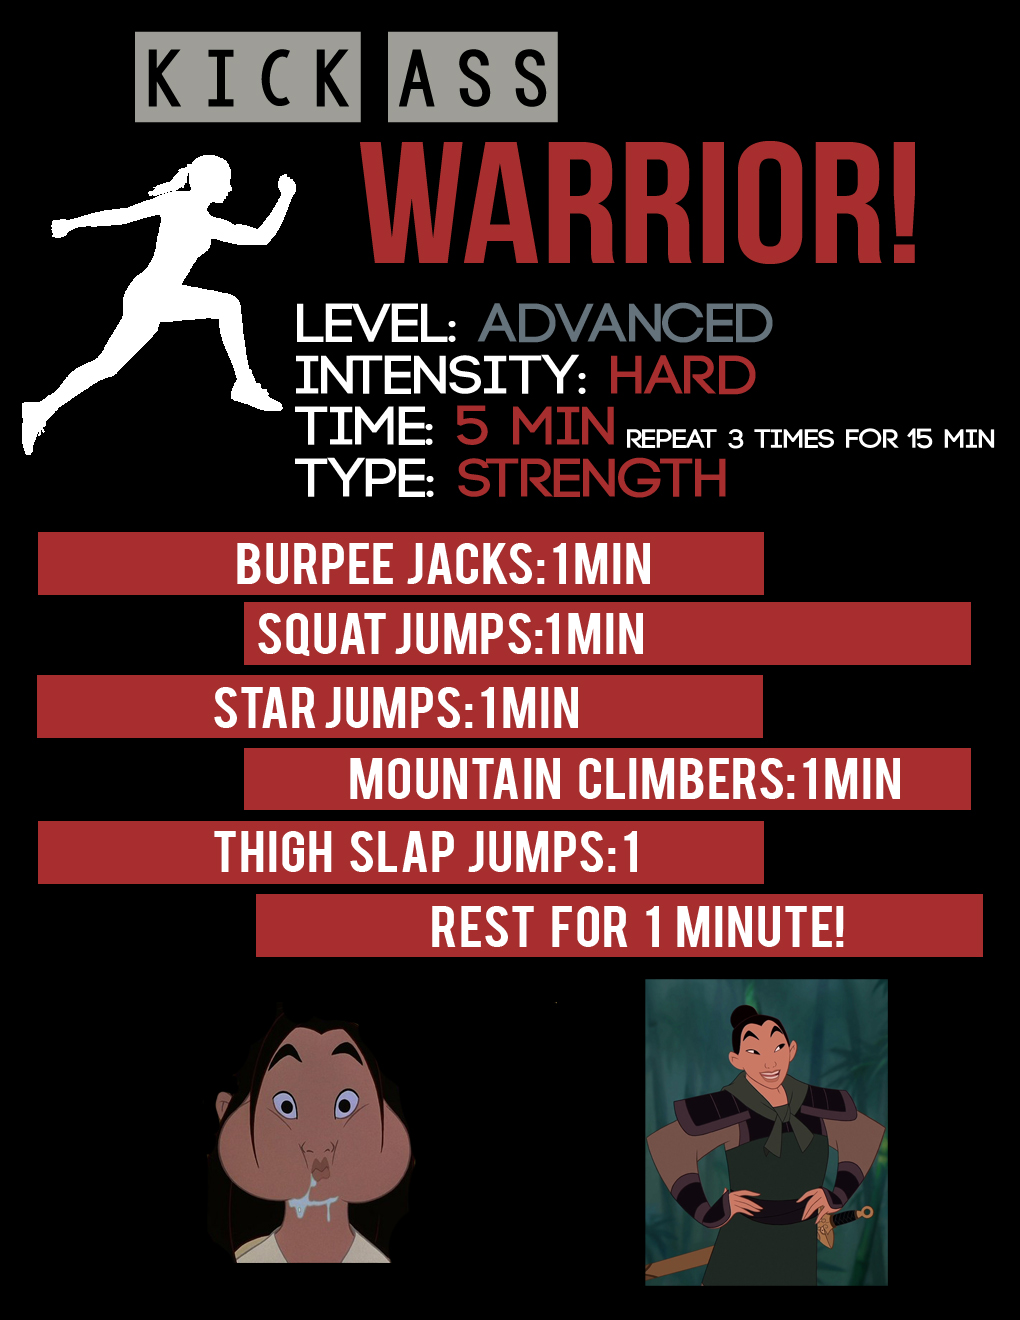 KICK ASS
WARRIOR!
LEVEL: ADVANCED
INTENSITY: HARD
TIME: 5 MIN REPEAT 3 TIMES FOR 15 MIN
TYPE: STRENGTH
BURPEE JACKS:1MIN
SQUAT JUMPS:1MIN
STAR JUMPS:1MIN
MOUNTAIN CLIMBERS:1MIN
THIGH SLAP JUMPS:1
REST FOR 1 MINUTE!